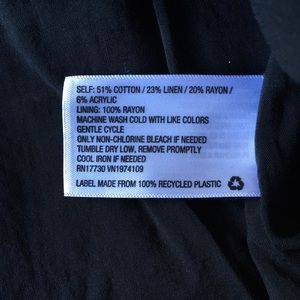 SELF: 51% COTTON / 23% LINEN / 20% RAYON /
6% ACRYLIC
LINING: 100% RAYON
MACHINE WASH COLD WITH LIKE COLORS
GENTLE CYCLE
ONLY NON-CHLORINE BLEACH IF NEEDED
TUMBLE DRY LOW, REMOVE PROMPTLY
COOL IRON IF NEEDED
RN17730 VN1974109
LABEL MADE FROM 100% RECYCLED PLASTIC